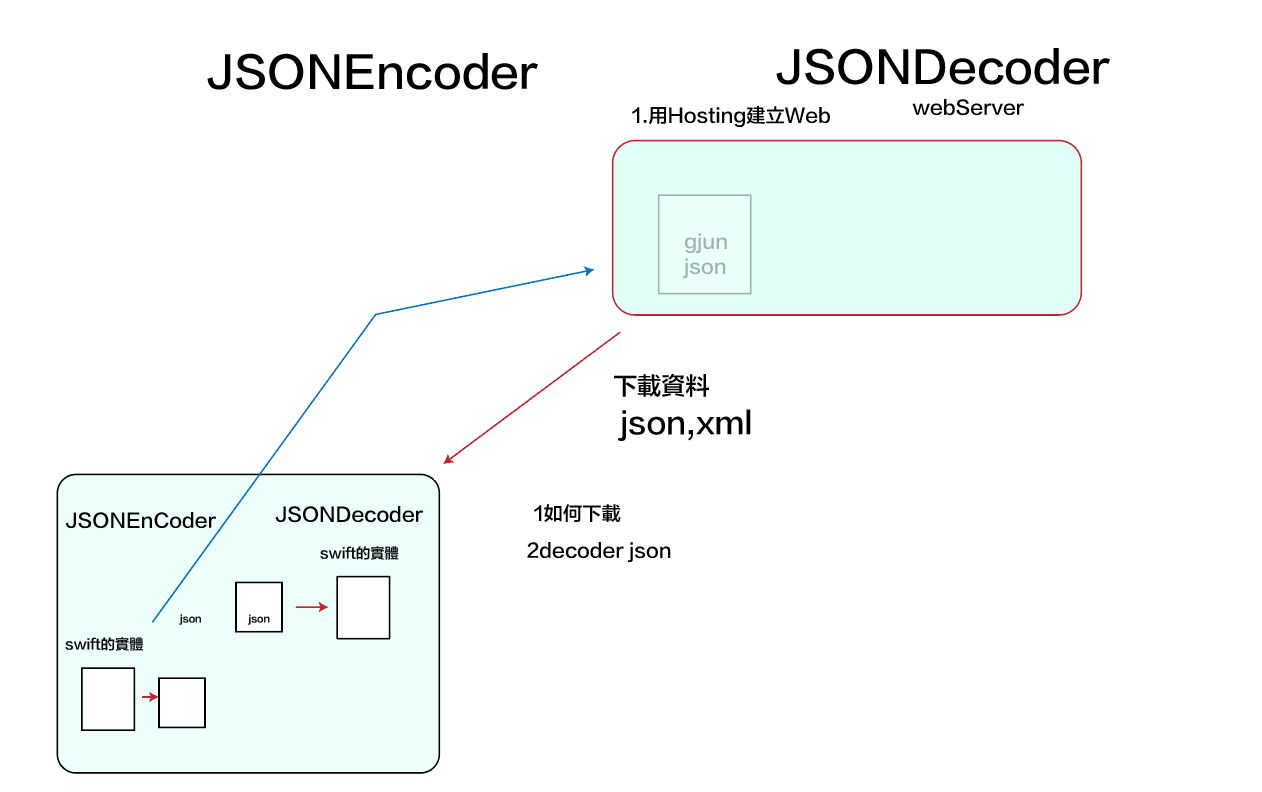 JSONEncoder
JSONDecoder
webServer
1.用Hosting建立Web
gjun
json
下載資料
json,xml
JSONEnCoder
JSONDecoder
1如何下載
swift的實體
2decoder json
json
json
swift的實體